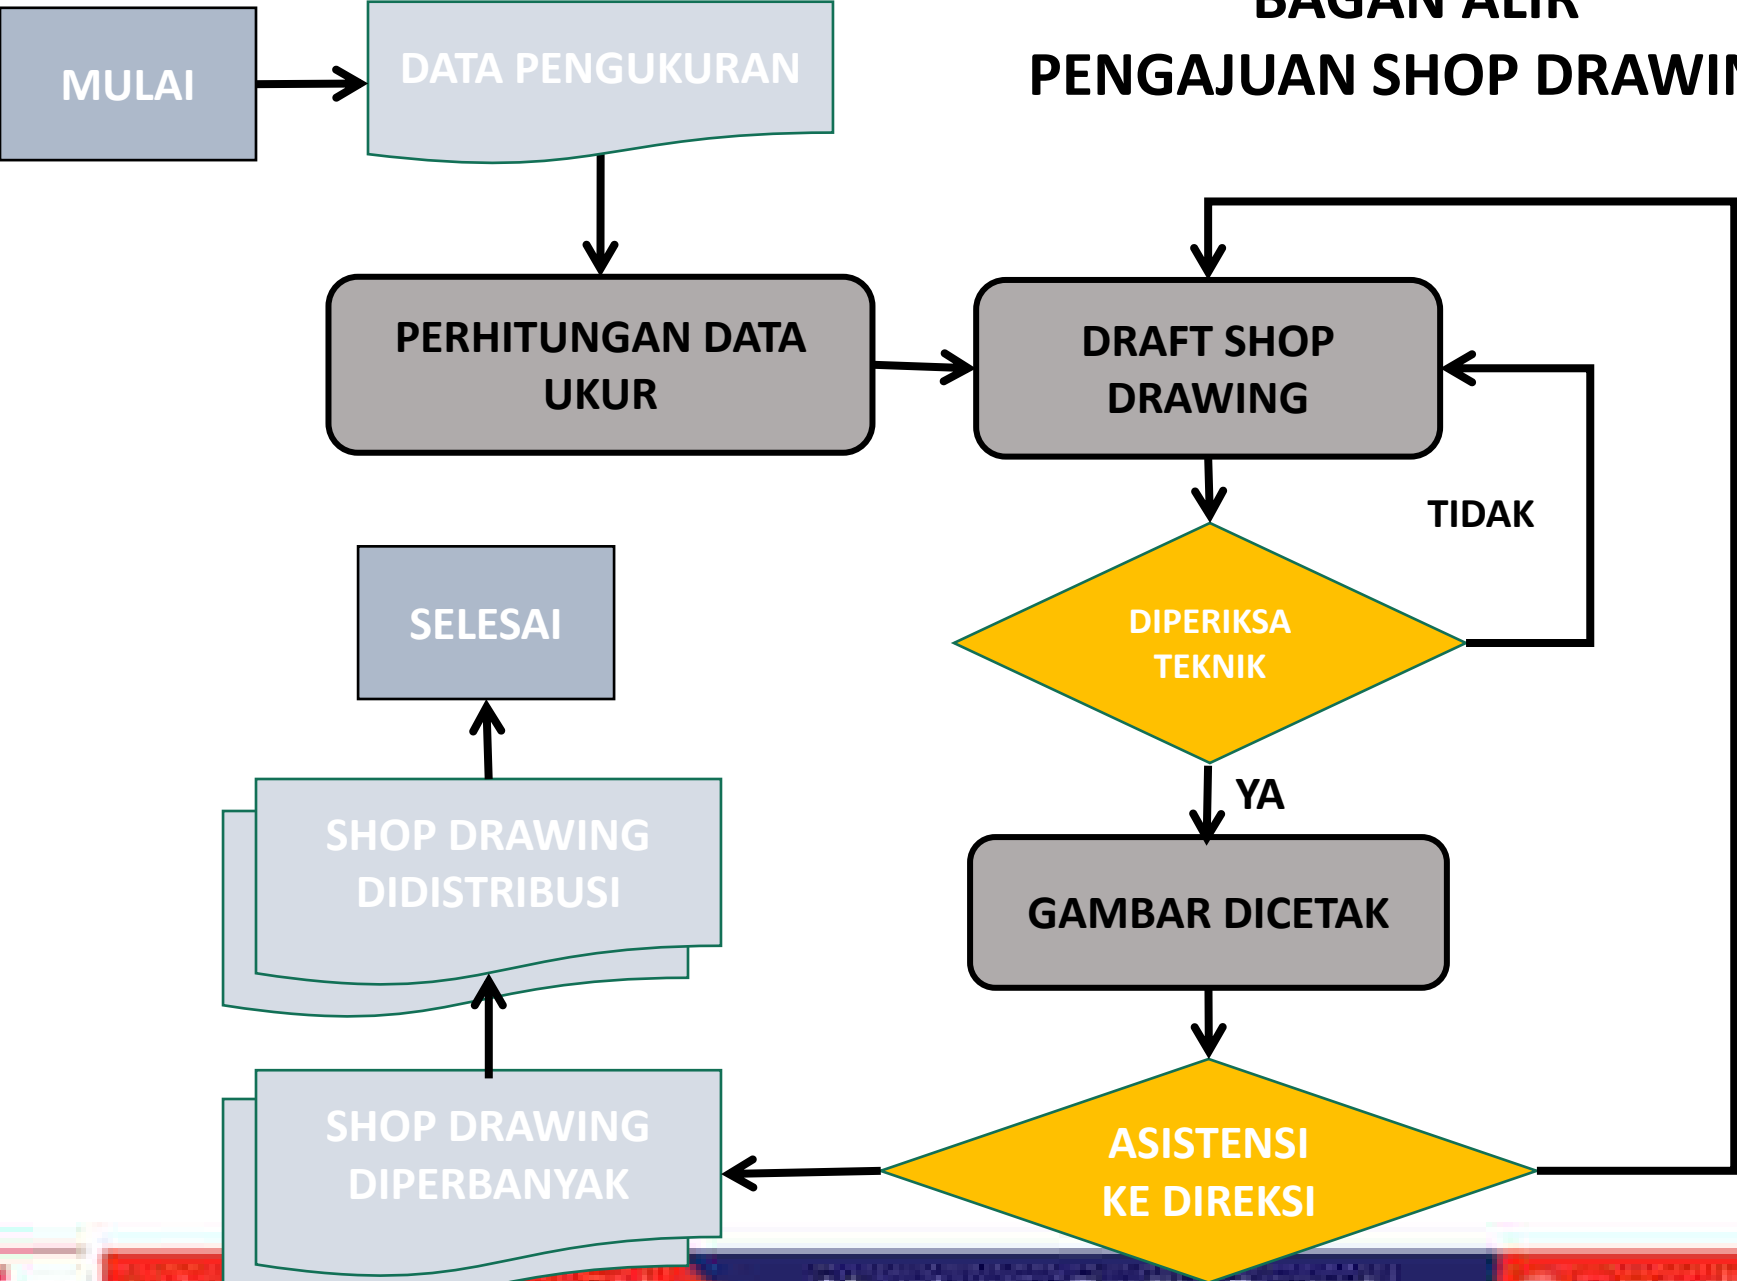 BAGAN ALIR
PENGAJUAN SHOP DRAWIN
MULAI
DATA PENGUKURAN
PERHITUNGAN DATA
UKUR
DRAFT SHOP
DRAWING
TIDAK
DIPERIKSA
TEKNIK
SELESAI
YA
SHOP DRAWING
DIDISTRIBUSI
GAMBAR DICETAK
SHOP DRAWING
DIPERBANYAK
ASISTENSI
KE DIREKSI